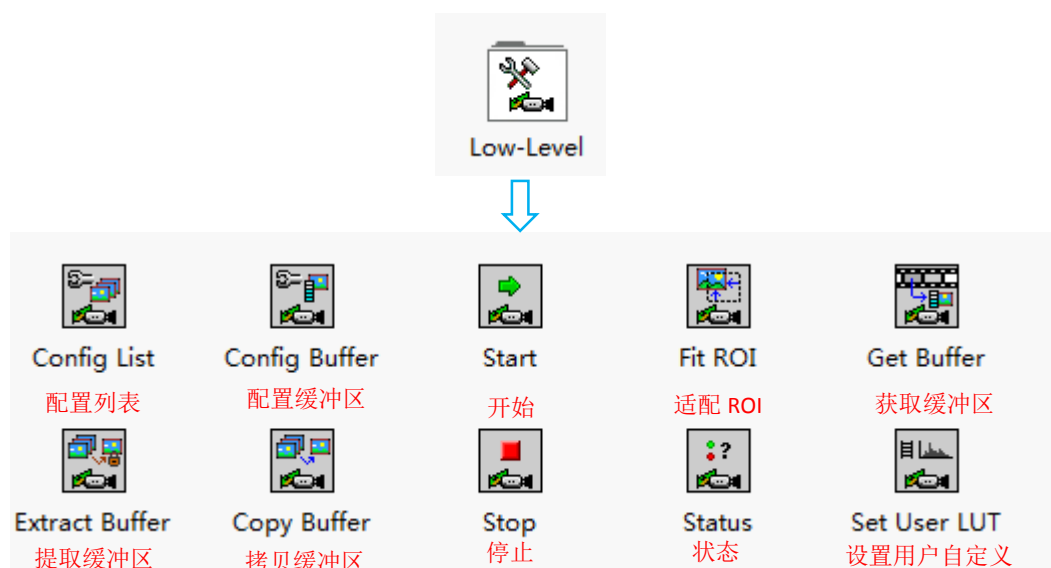 Low-Level
Config List
Config Buffer
Start
Fit ROI
Get Buffer
配置列表
配置缓冲区
开始
适配 ROI
获取缓冲区
?
Extract Buffer
Copy Buffer
Stop
Status
Set User LUT
提取缓冲区
拷贝缓冲区
停止
状态
设置用户自定义